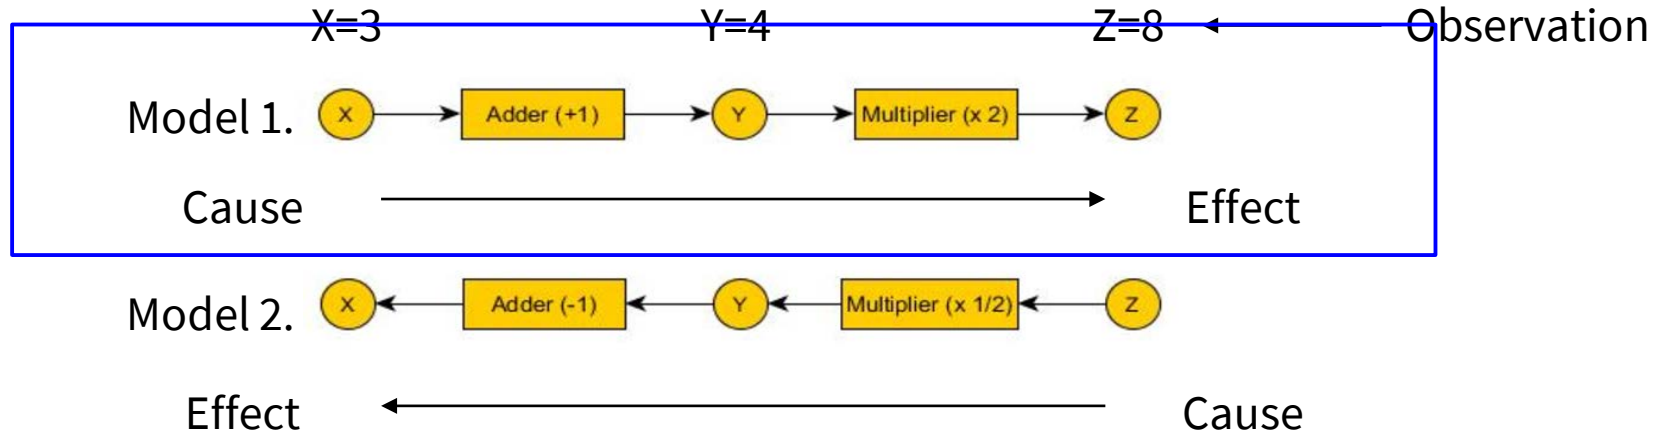 X=3 Y=4 Z=8 Observation
Model 1. X Adder (+1) Y Multiplier (x 2) Z
Cause Effect
Model 2. X Adder (-1) Y Multiplier (x 1/2) Z
Effect Cause